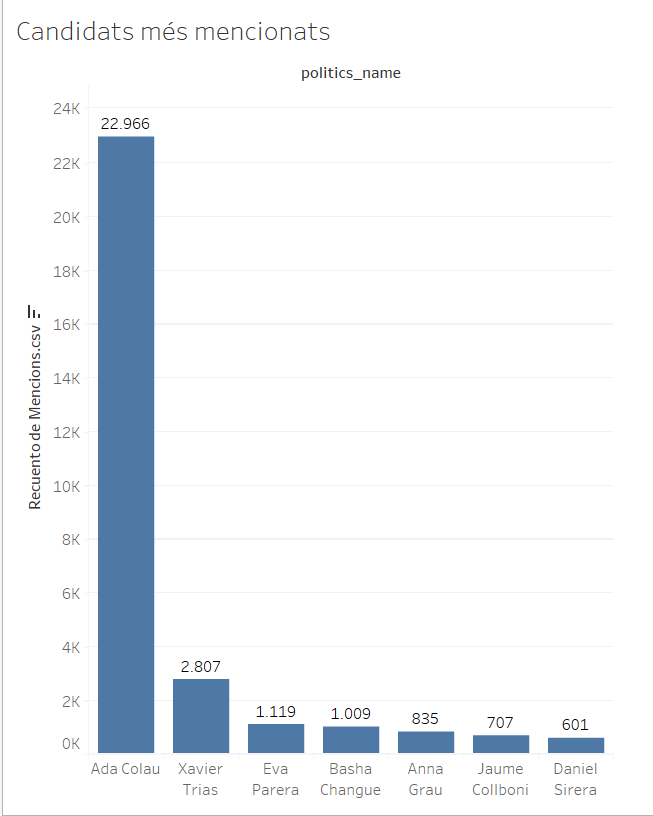 Candidats més mencionats
politics_name
Recuento de Mencions.csv
24K
22K
20K
18K
16K
14K
12K
10K
8K
6K
4K
2K
0K
22.966
2.807
1.119
1.009
835
707
601
Ada Colau
Xavier
Trias
Eva
Parera
Basha
Changue
Anna
Grau
Jaume
Collboni
Daniel
Sirera